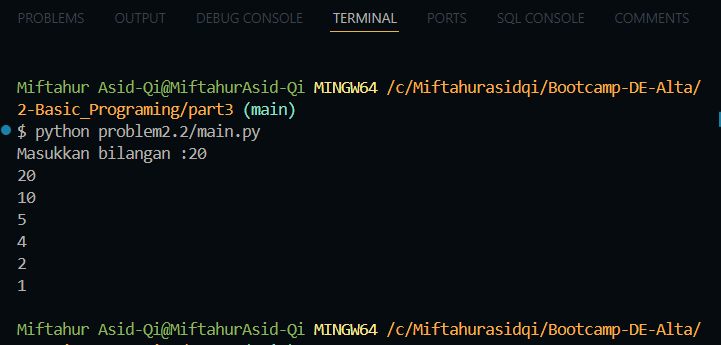 PROBLEMS OUTPUT DEBUG CONSOLE TERMINAL PORTS SQL CONSOLE COMMENTS
Miftahur Asid-Qi@MiftahurAsid-Qi MINGW64 /c/Miftahurasidqi/Bootcamp-DE-Alta/
2-Basic_Programing/part3 (main)
$ python problem2.2/main.py
Masukkan bilangan :20
20
10
5
4
2
1
Miftahur Asid-Qi@MiftahurAsid-Qi MINGW64 /c/Miftahurasidqi/Bootcamp-DE-Alta/